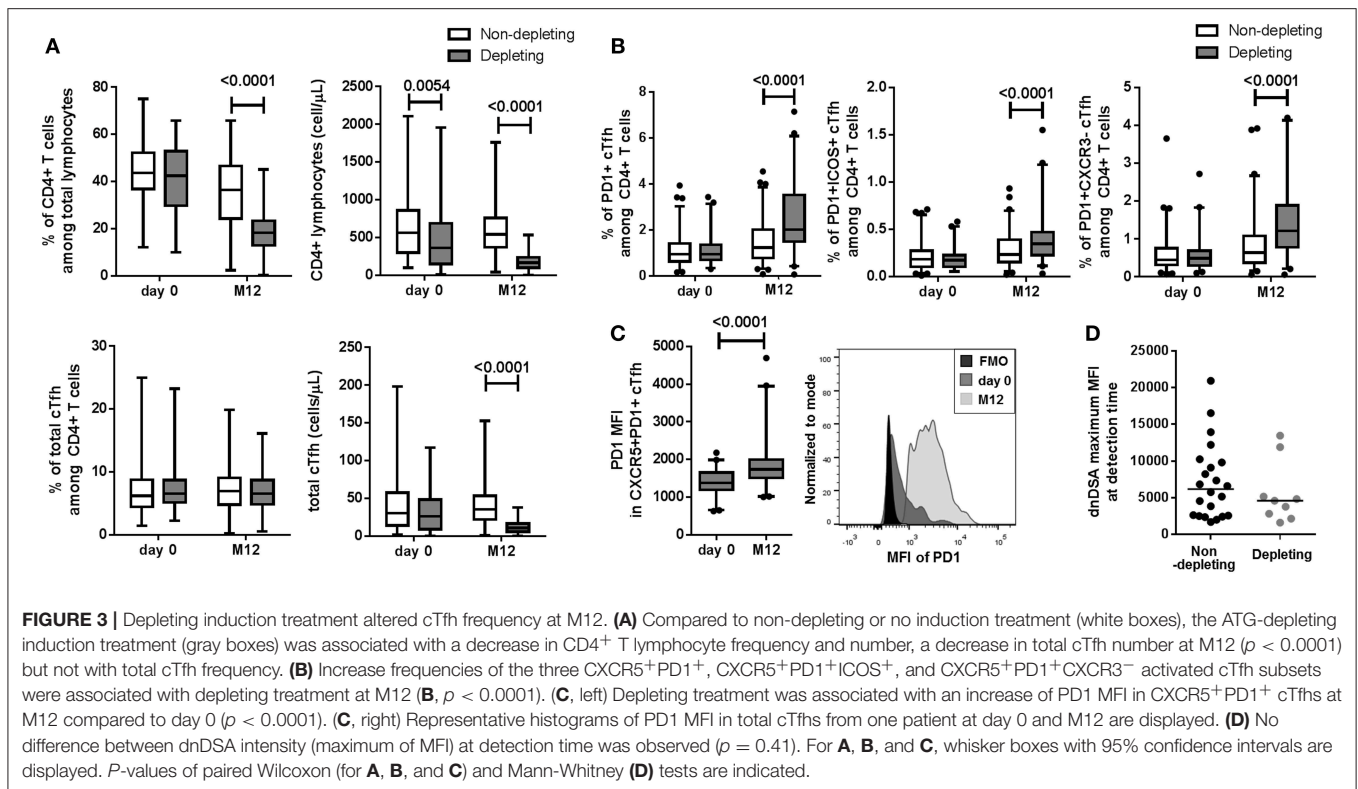 A
Non-depleting
Depleting
% of CD4+ T cells
among total lymphocytes
80
60
40
20
0
<0.0001
day 0
M12
CD4+ lymphocytes (cell/µL)
2500
2000
1500
1000
500
0
0.0054
<0.0001
day 0
M12
% of total cTfh
among CD4+ T cells
30
20
10
0
day 0
M12
total cTfh (cells/µL)
250
200
150
100
50
0
<0.0001
day 0
M12
B
Non-depleting
Depleting
% of PD1+ cTfh
among CD4+ T cells
8
6
4
2
0
<0.0001
day 0
M12
% of PD1+ICOS+ cTfh
among CD4+ T cells
2.0
1.5
1.0
0.5
0.0
<0.0001
day 0
M12
% of PD1+CXCR3- cTfh
among CD4+ T cells
6
4
2
0
<0.0001
day 0
M12
C
PD1 MFI
in CXCR5+PD1+ cTfh
5000
4000
3000
2000
1000
0
<0.0001
day 0
M12
Normalized to mode
100
80
60
40
20
0
FMO
day 0
M12
-10³
0
10³
10⁴
10⁵
MFI of PD1
D
dnDSA maximum MFI
at detection time
25000
20000
15000
10000
5000
0
Non
-depleting
Depleting
FIGURE 3 | Depleting induction treatment altered cTfh frequency at M12. (A) Compared to non-depleting or no induction treatment (white boxes), the ATG-depleting
induction treatment (gray boxes) was associated with a decrease in CD4⁺ T lymphocyte frequency and number, a decrease in total cTfh number at M12 (p < 0.0001)
but not with total cTfh frequency. (B) Increase frequencies of the three CXCR5⁺PD1⁺, CXCR5⁺PD1⁺ICOS⁺, and CXCR5⁺PD1⁺CXCR3⁻ activated cTfh subsets
were associated with depleting treatment at M12 (B, p < 0.0001). (C, left) Depleting treatment was associated with an increase of PD1 MFI in CXCR5⁺PD1⁺ cTfhs at
M12 compared to day 0 (p < 0.0001). (C, right) Representative histograms of PD1 MFI in total cTfhs from one patient at day 0 and M12 are displayed. (D) No
difference between dnDSA intensity (maximum of MFI) at detection time was observed (p = 0.41). For A, B, and C, whisker boxes with 95% confidence intervals are
displayed. P-values of paired Wilcoxon (for A, B, and C) and Mann-Whitney (D) tests are indicated.